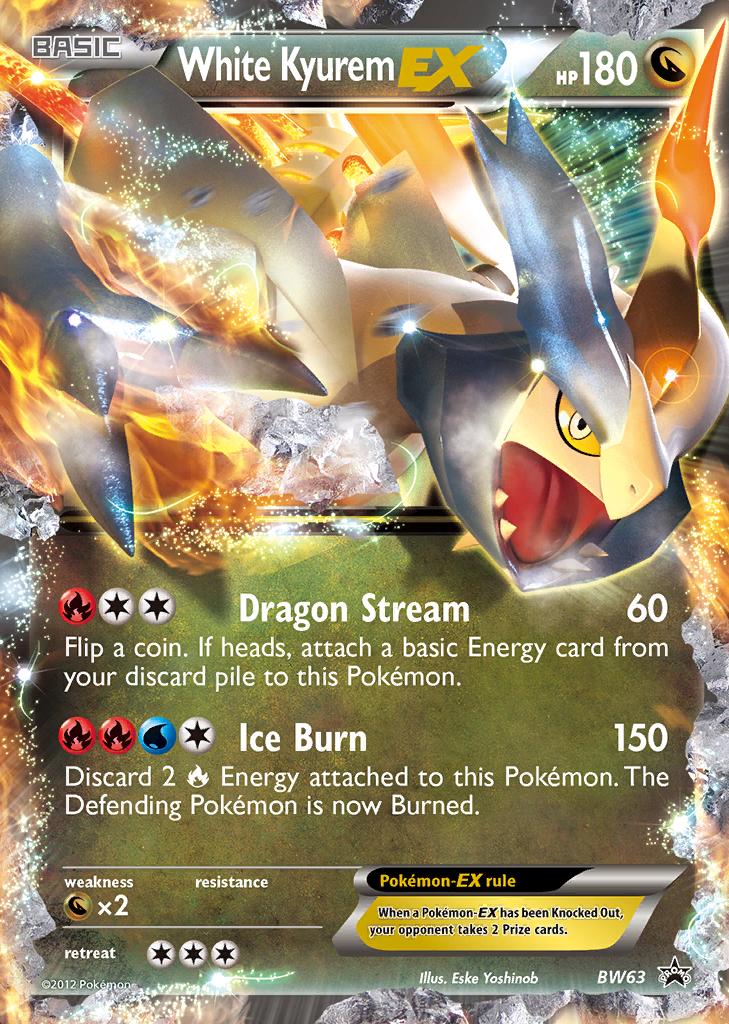 BASIC
White Kyurem EX
HP 180
Dragon Stream 60
Flip a coin. If heads, attach a basic Energy card from
your discard pile to this Pokémon.
Ice Burn 150
Discard 2 Energy attached to this Pokémon. The
Defending Pokémon is now Burned.
weakness resistance
×2
Pokémon-EX rule
When a Pokémon-EX has been Knocked Out,
your opponent takes 2 Prize cards.
retreat
©2012 Pokémon
Illus. Eske Yoshinob
BW63
PROMO